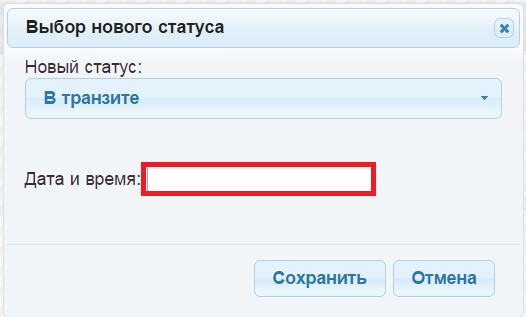 Выбор нового статуса
Новый статус:
В транзите
Дата и время:
Сохранить Отмена